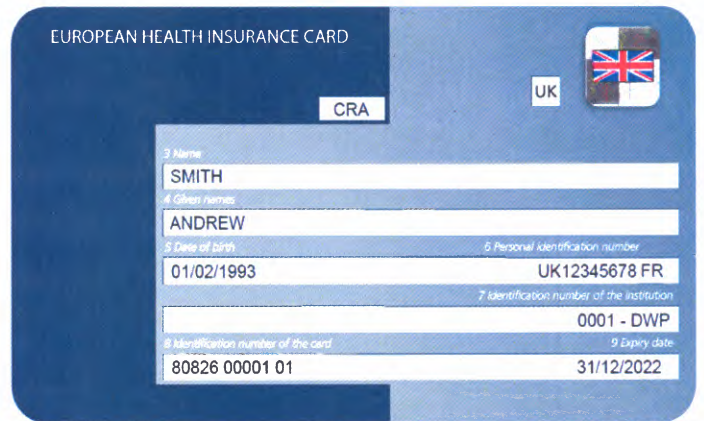 EUROPEAN HEALTH INSURANCE CARD
UK
CRA
3 Name
SMITH
4 Given names
ANDREW
5 Date of birth 6 Personal identification number
01/02/1993 UK12345678 FR
7 Identification number of the institution
0001 - DWP
8 Identification number of the card 9 Expiry date
80826 00001 01 31/12/2022